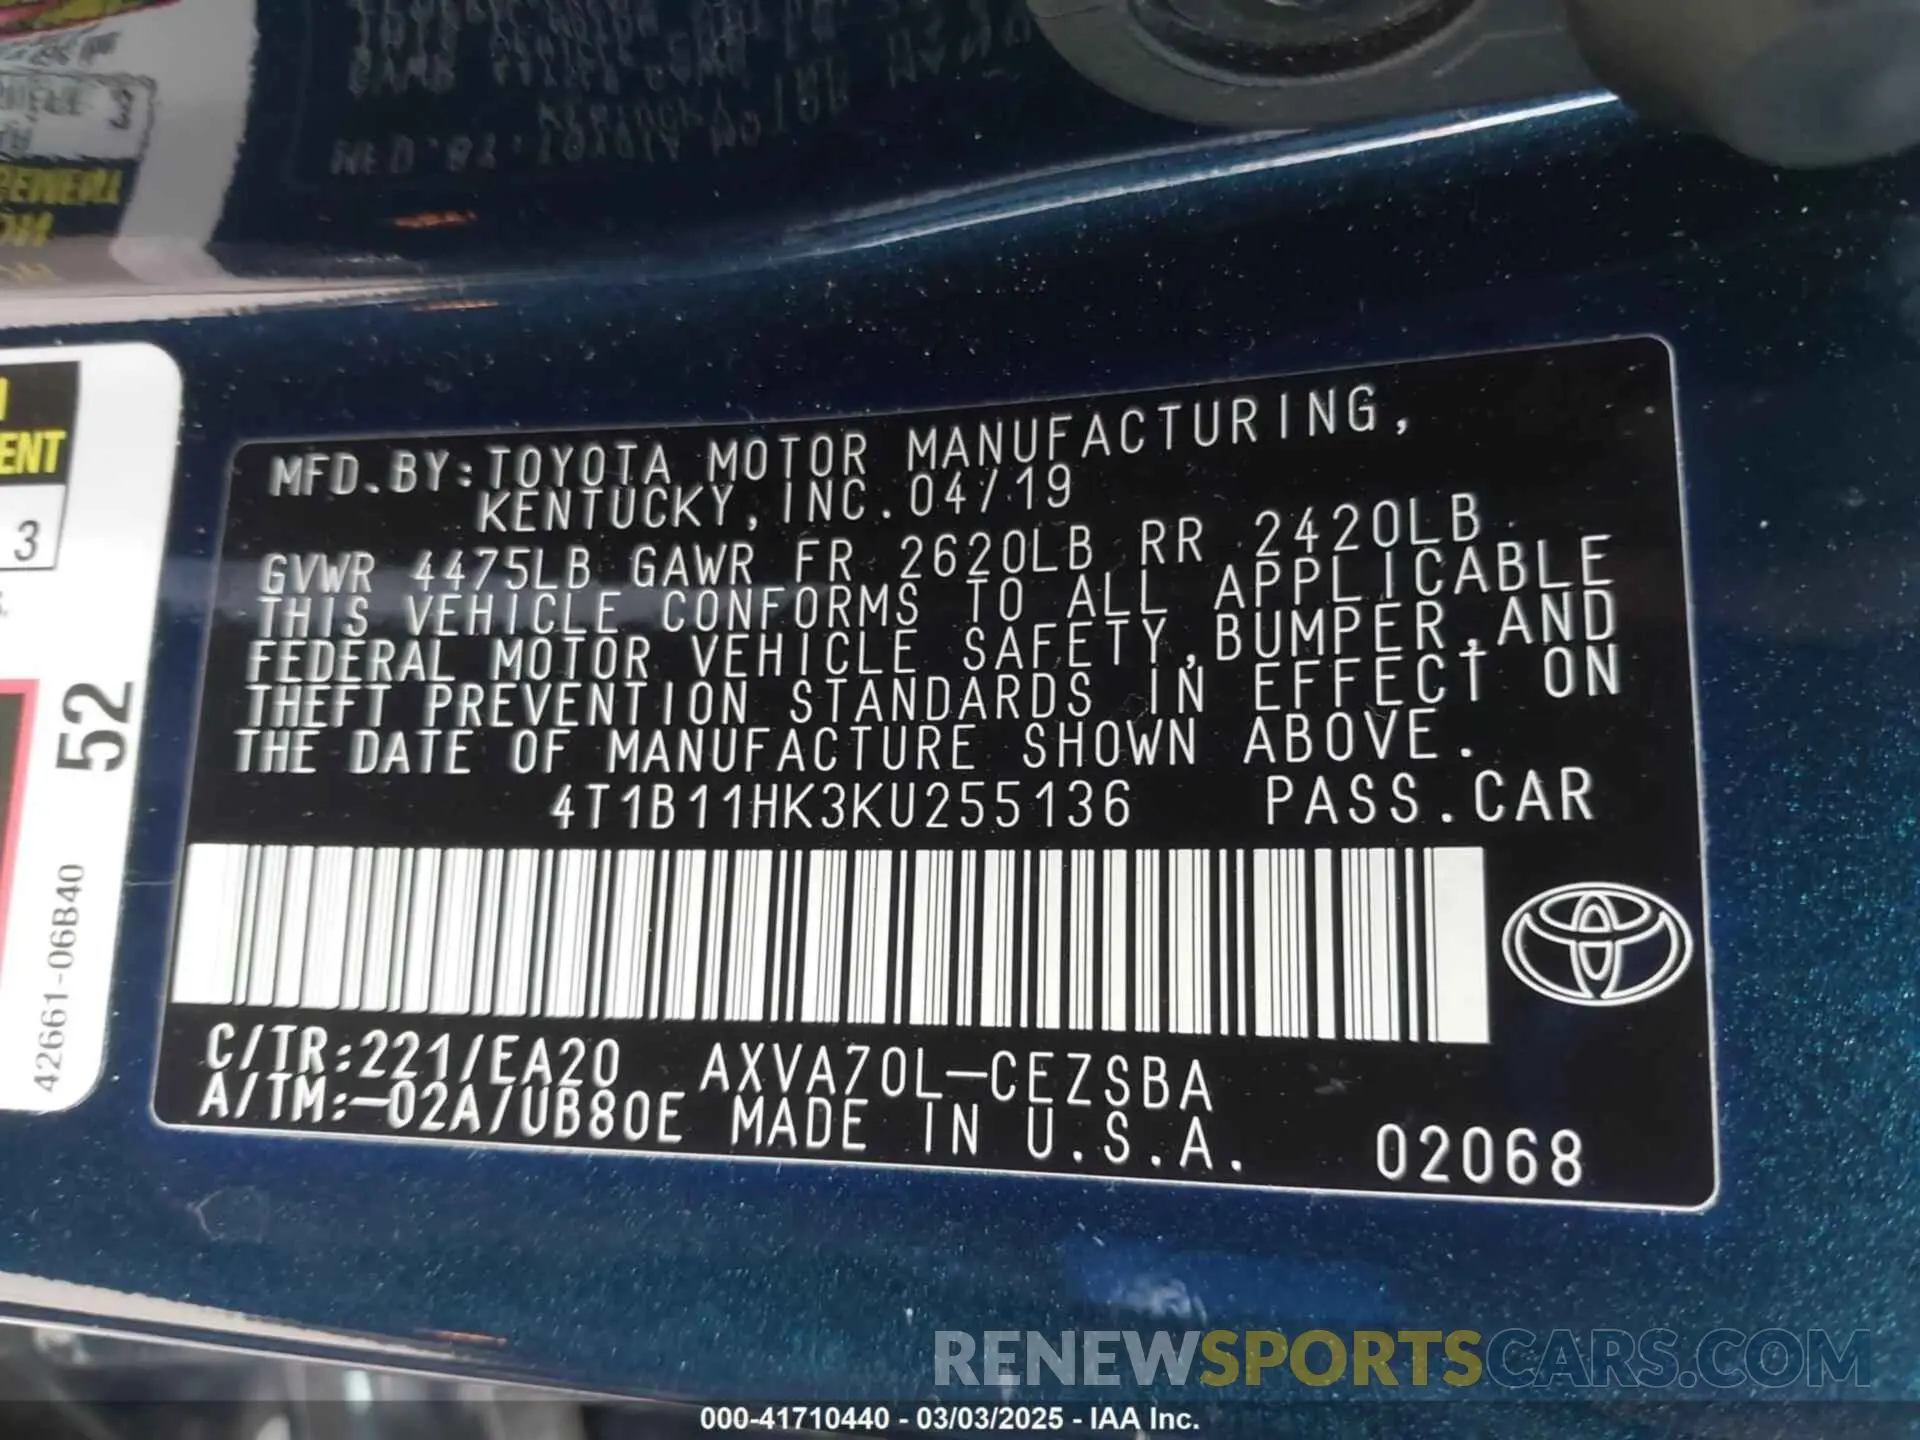 MFD.BY:TOYOTA MOTOR MANUFACTURING,
KENTUCKY, INC. 04/19
GVWR 4475LB GAWR FR 2620LB RR 2420LB
THIS VEHICLE CONFORMS TO ALL APPLICABLE
FEDERAL MOTOR VEHICLE SAFETY,BUMPER,AND
THEFT PREVENTION STANDARDS IN EFFECT ON
THE DATE OF MANUFACTURE SHOWN ABOVE.
4T1B11HK3KU255136 PASS.CAR
C/TR:221/EA20 AXVA70L-CEZSBA
A/TM:-02A/UB80E MADE IN U.S.A.
02068
ENT
3
52
42661-06B40
RENEWSPORTSCARS.COM
000-41710440 - 03/03/2025 - IAA Inc.